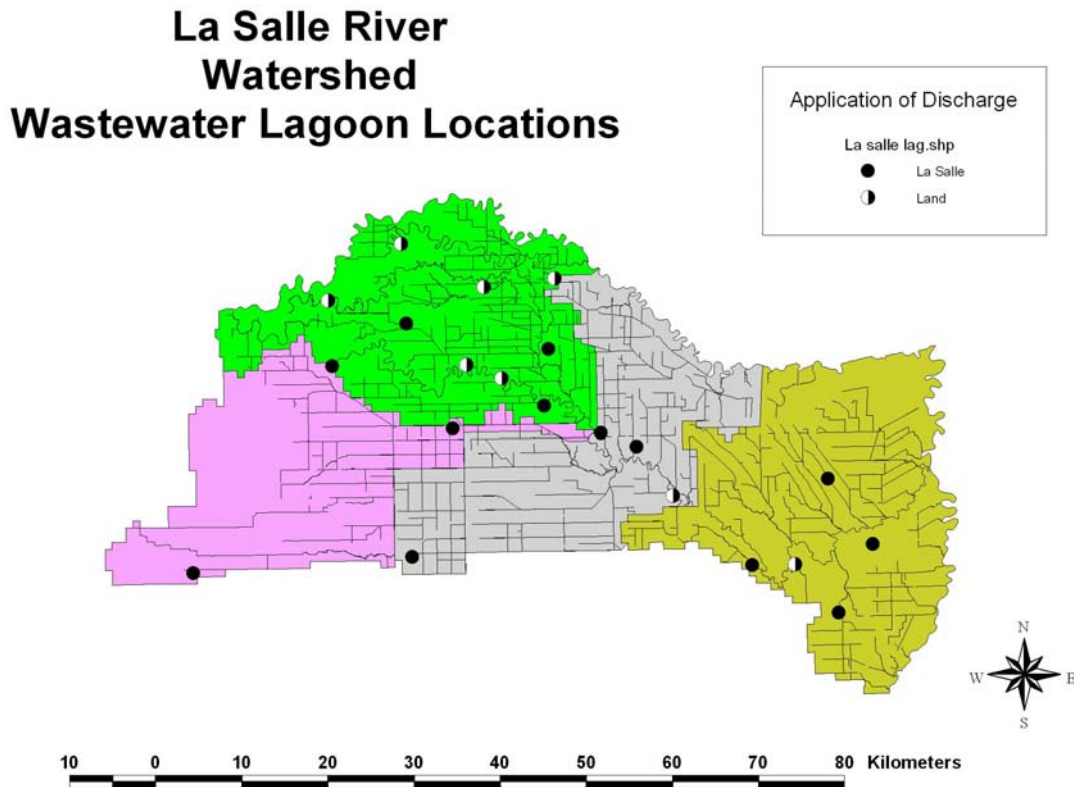 La Salle River
Watershed
Wastewater Lagoon Locations
Application of Discharge
La salle lag.shp
La Salle
Land
N
W E
S
10 0 10 20 30 40 50 60 70 80 Kilometers